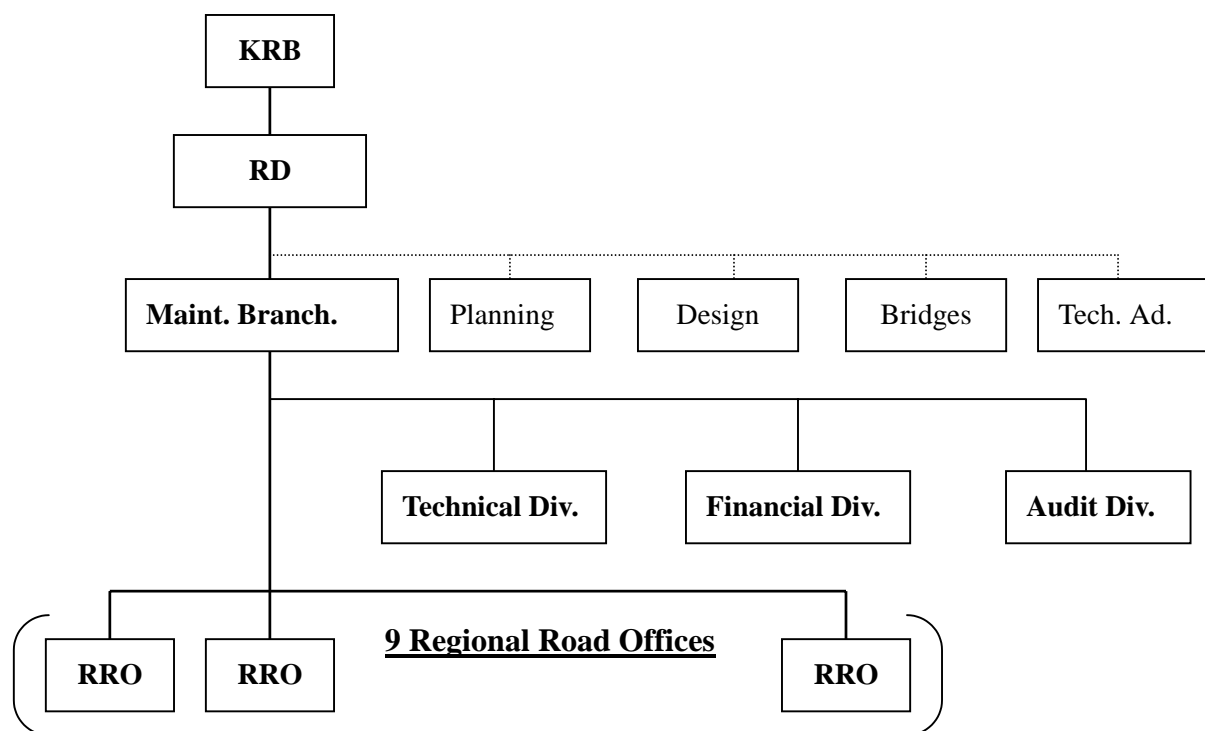 KRB
RD
Maint. Branch.
Planning
Design
Bridges
Tech. Ad.
Technical Div.
Financial Div.
Audit Div.
9 Regional Road Offices
RRO
RRO
RRO